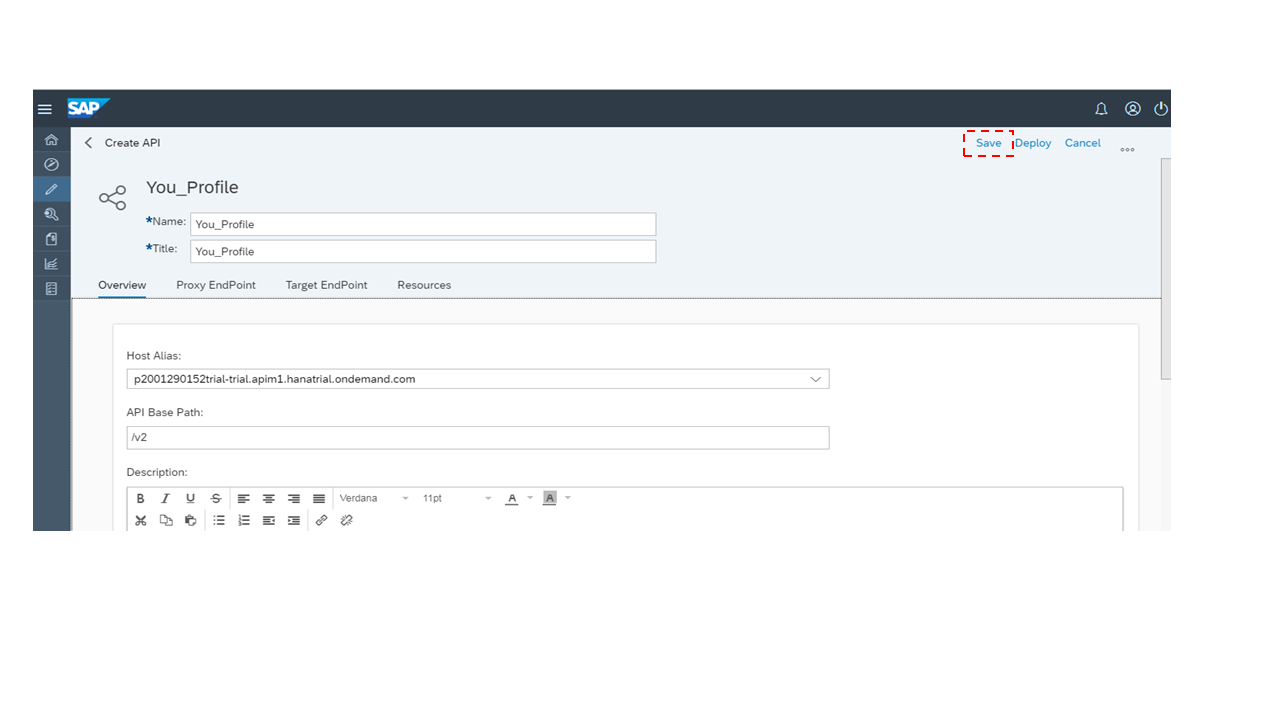 SAP
Create API
Save Deploy Cancel
You_Profile
*Name: You_Profile
*Title: You_Profile
Overview Proxy EndPoint Target EndPoint Resources
Host Alias:
p2001290152trial-trial.apim1.hanatrial.ondemand.com
API Base Path:
/v2
Description:
B I U S Verdana 11pt A A